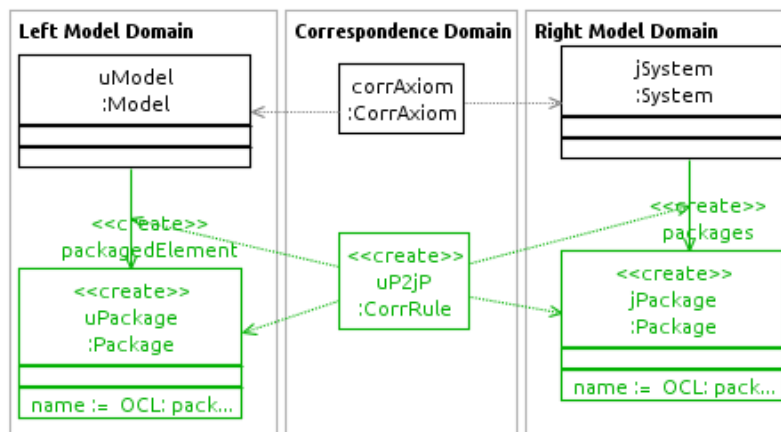 Left Model Domain
Correspondence Domain
Right Model Domain
uModel
:Model
corrAxiom
:CorrAxiom
jSystem
:System
<<create>>
packagedElement
<<create>>
packages
<<create>>
uPackage
:Package
name := OCL: pack...
<<create>>
uP2jP
:CorrRule
<<create>>
jPackage
:Package
name := OCL: pack...